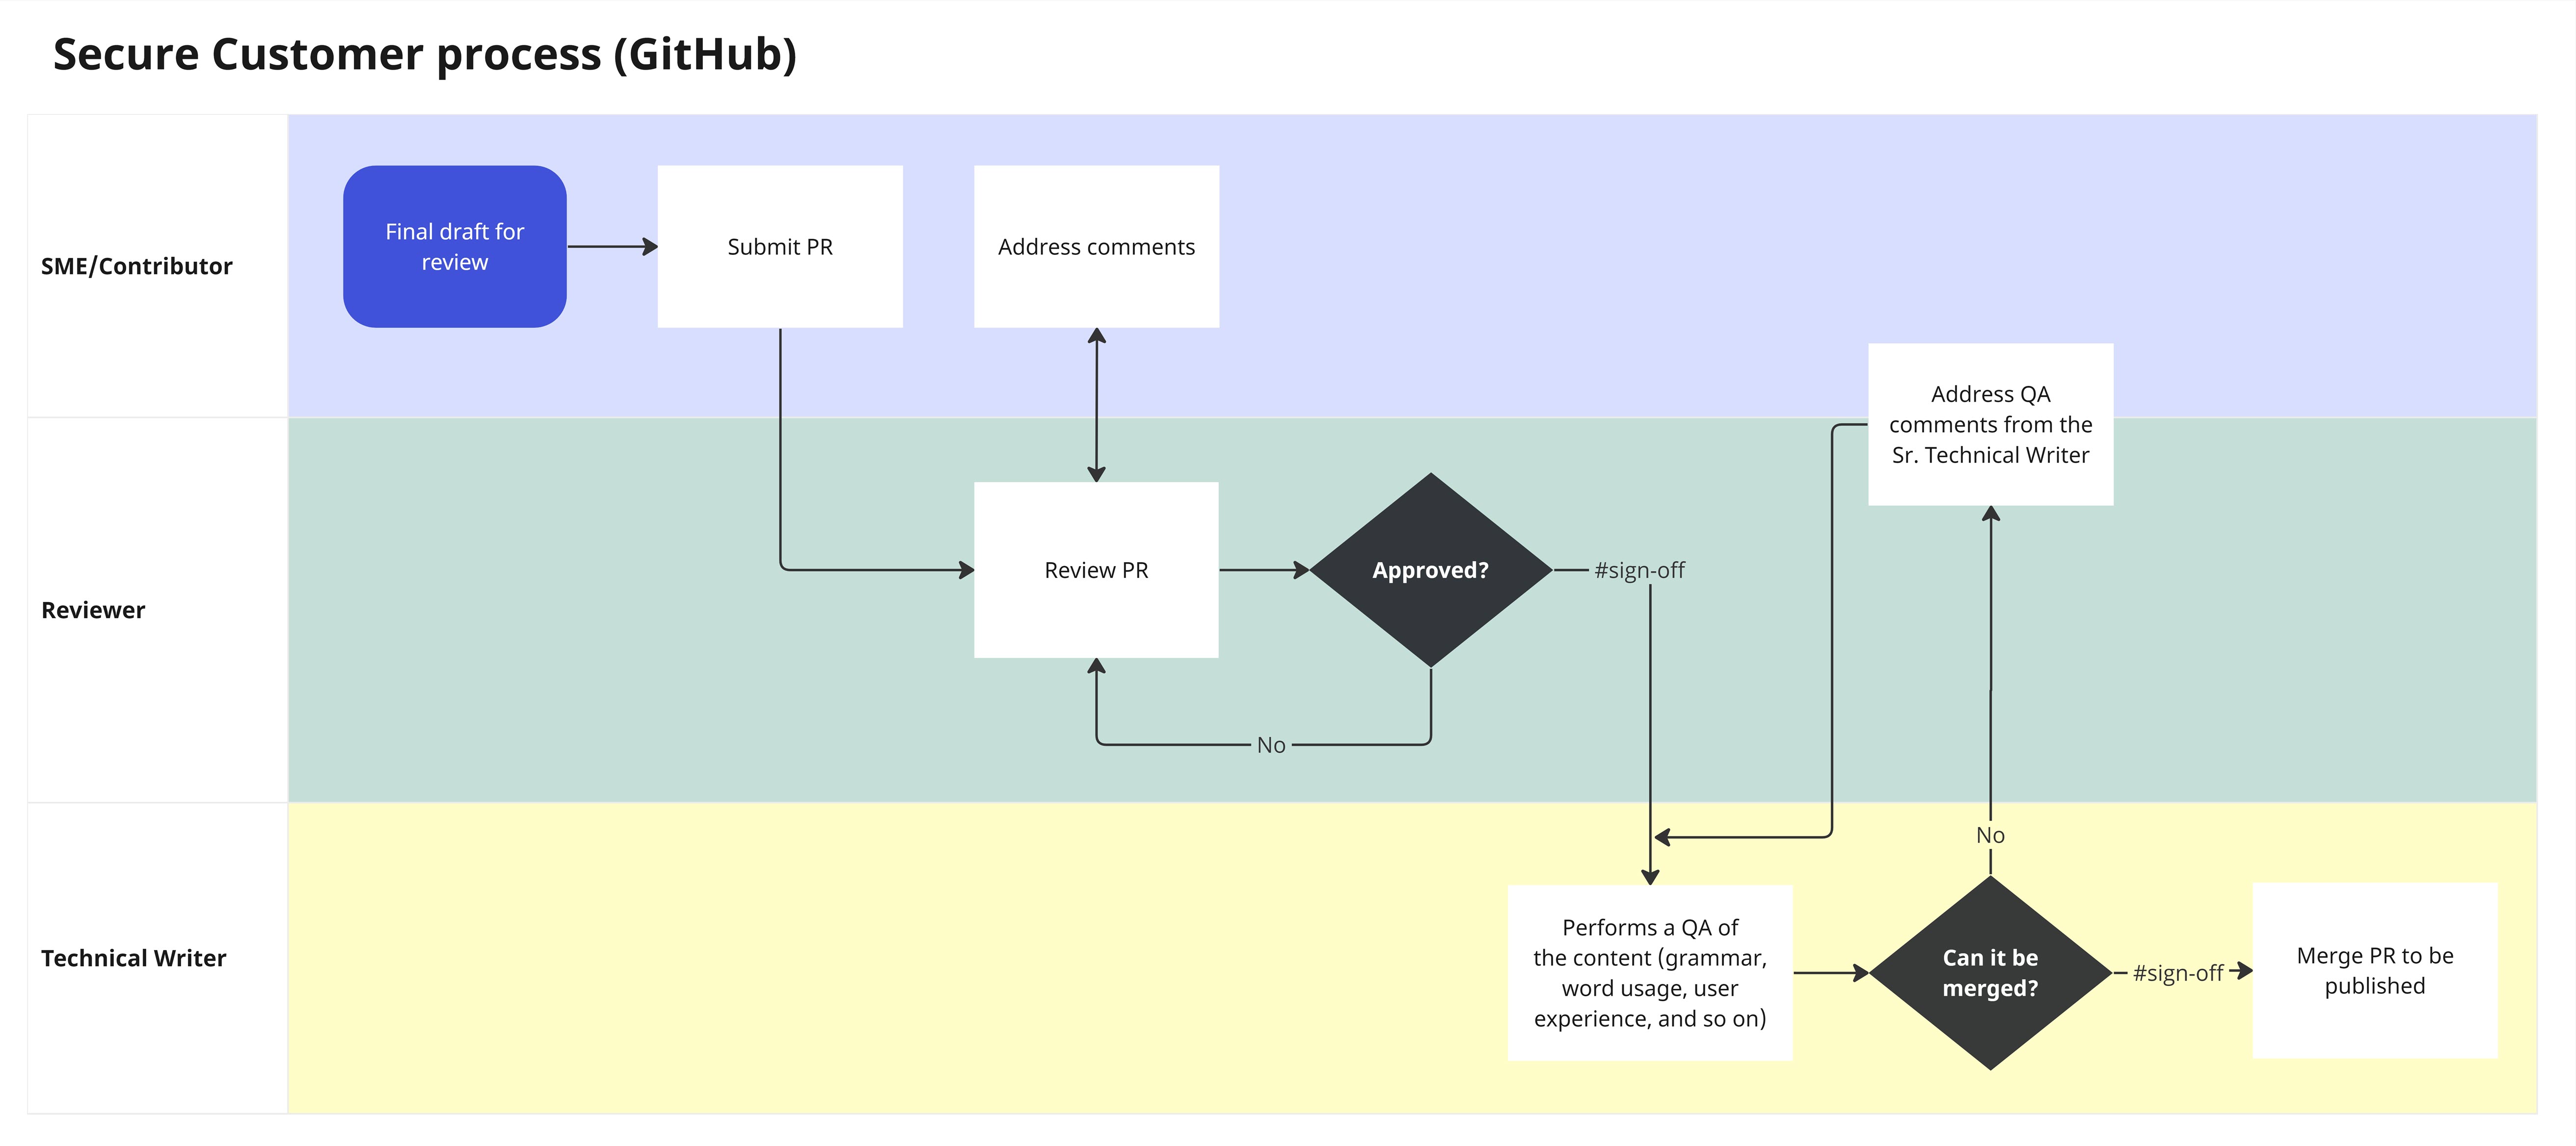 Secure Customer process (GitHub)
SME/Contributor
Final draft for
review
Submit PR
Address comments
Address QA
comments from the
Sr. Technical Writer
Reviewer
Review PR
Approved?
#sign-off
No
Technical Writer
No
Performs a QA of
the content (grammar,
word usage, user
experience, and so on)
Can it be
merged?
#sign-off
Merge PR to be
published